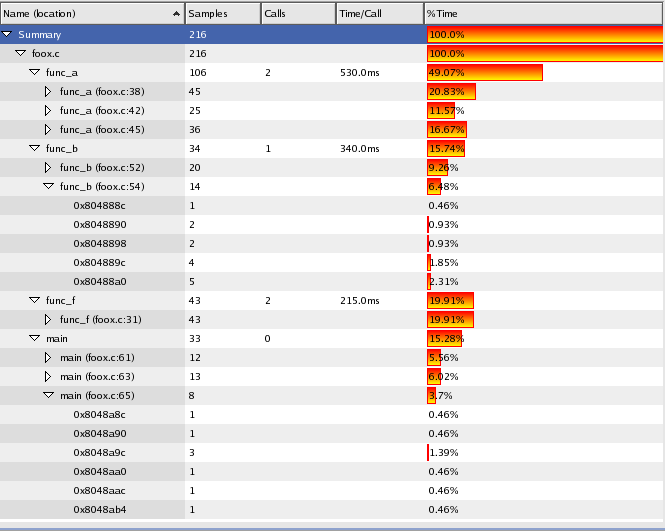 Name (location) Samples Calls Time/Call %Time
Summary 216 100.0%
foox.c 216 100.0%
func_a 106 2 530.0ms 49.07%
func_a (foox.c:38) 45 20.83%
func_a (foox.c:42) 25 11.57%
func_a (foox.c:45) 36 16.67%
func_b 34 1 340.0ms 15.74%
func_b (foox.c:52) 20 9.26%
func_b (foox.c:54) 14 6.48%
0x804888c 1 0.46%
0x8048890 2 0.93%
0x8048898 2 0.93%
0x804889c 4 1.85%
0x80488a0 5 2.31%
func_f 43 2 215.0ms 19.91%
func_f (foox.c:31) 43 19.91%
main 33 0 15.28%
main (foox.c:61) 12 5.56%
main (foox.c:63) 13 6.02%
main (foox.c:65) 8 3.7%
0x8048a8c 1 0.46%
0x8048a90 1 0.46%
0x8048a9c 3 1.39%
0x8048aa0 1 0.46%
0x8048aac 1 0.46%
0x8048ab4 1 0.46%